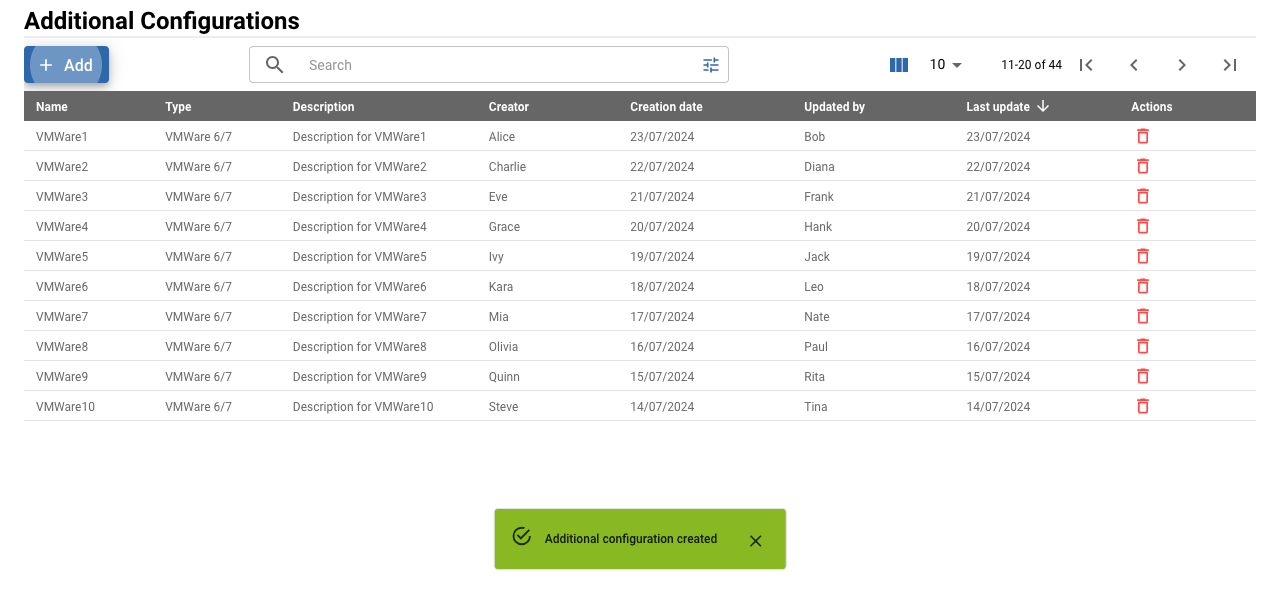 Additional Configurations
Add Search 10 11-20 of 44
Name Type Description Creator Creation date Updated by Last update Actions
VMWare1 VMWare 6/7 Description for VMWare1 Alice 23/07/2024 Bob 23/07/2024
VMWare2 VMWare 6/7 Description for VMWare2 Charlie 22/07/2024 Diana 22/07/2024
VMWare3 VMWare 6/7 Description for VMWare3 Eve 21/07/2024 Frank 21/07/2024
VMWare4 VMWare 6/7 Description for VMWare4 Grace 20/07/2024 Hank 20/07/2024
VMWare5 VMWare 6/7 Description for VMWare5 Ivy 19/07/2024 Jack 19/07/2024
VMWare6 VMWare 6/7 Description for VMWare6 Kara 18/07/2024 Leo 18/07/2024
VMWare7 VMWare 6/7 Description for VMWare7 Mia 17/07/2024 Nate 17/07/2024
VMWare8 VMWare 6/7 Description for VMWare8 Olivia 16/07/2024 Paul 16/07/2024
VMWare9 VMWare 6/7 Description for VMWare9 Quinn 15/07/2024 Rita 15/07/2024
VMWare10 VMWare 6/7 Description for VMWare10 Steve 14/07/2024 Tina 14/07/2024
Additional configuration created